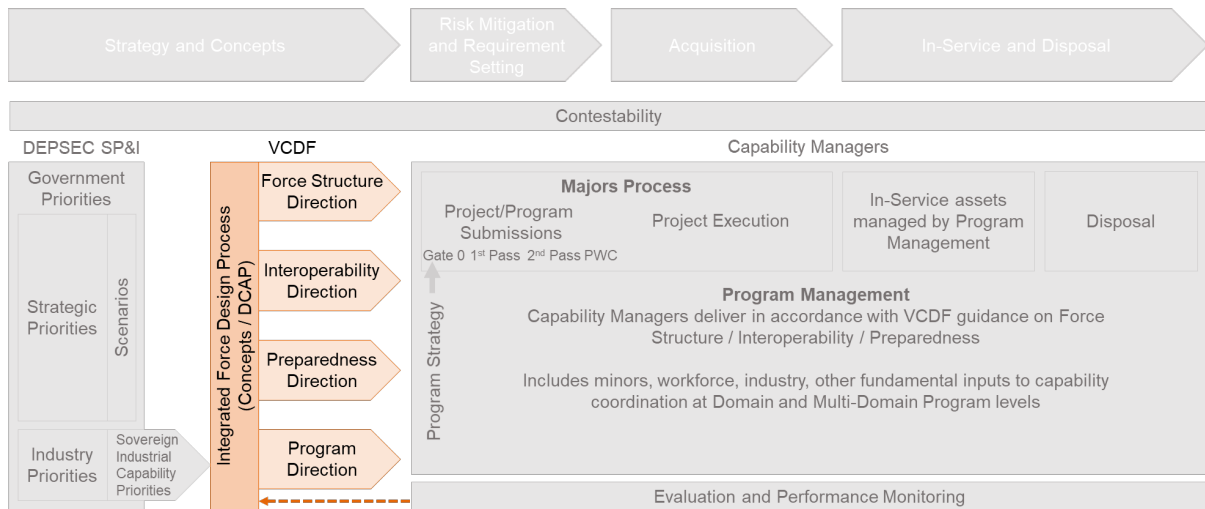 Strategy and Concepts
Risk Mitigation
and Requirement
Setting
Acquisition
In-Service and Disposal
Contestability
DEPSEC SP&I
VCDF
Capability Managers
Government
Priorities
Strategic
Priorities
Scenarios
Industry
Priorities
Sovereign
Industrial
Capability
Priorities
Integrated Force Design Process
(Concepts / DCAP)
Force Structure
Direction
Interoperability
Direction
Preparedness
Direction
Program
Direction
Majors Process
Project/Program
Submissions
Project Execution
Gate 0 1st Pass 2nd Pass PWC
In-Service assets
managed by Program
Management
Disposal
Program Strategy
Program Management
Capability Managers deliver in accordance with VCDF guidance on Force
Structure / Interoperability / Preparedness
Includes minors, workforce, industry, other fundamental inputs to capability
coordination at Domain and Multi-Domain Program levels
Evaluation and Performance Monitoring